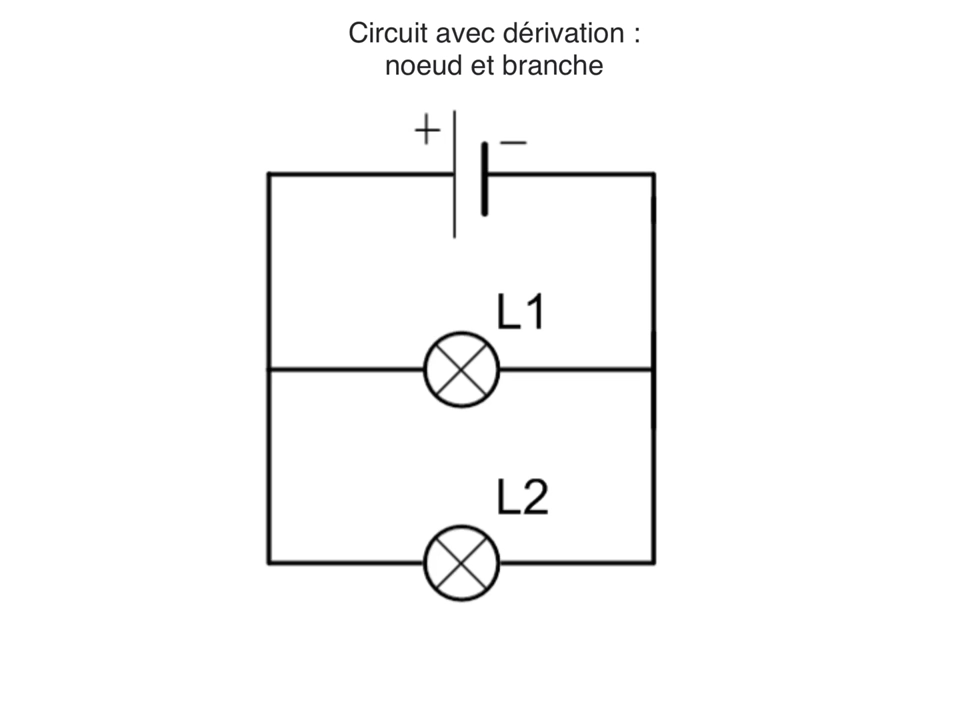 Circuit avec dérivation :
noeud et branche
+ –
L1
L2